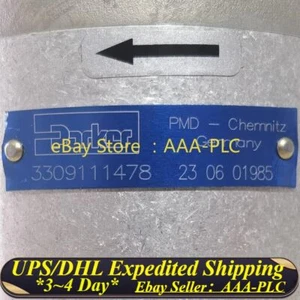 Parker
PMD - Chemnitz
Germany
eBay Store : AAA-PLC
3309111478 23 06 01985
UPS/DHL Expedited Shipping
*3~4 Day* Ebay Seller: AAA-PLC